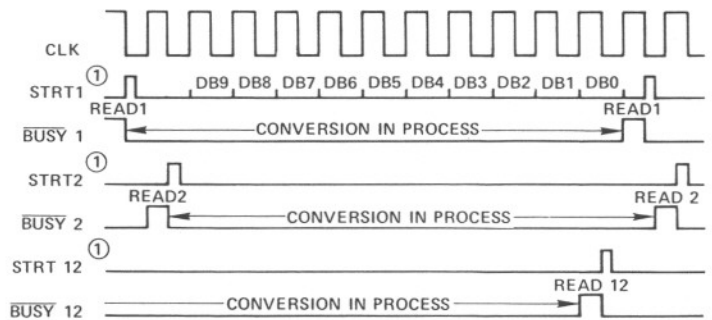 CLK
STRT1 ① DB9 DB8 DB7 DB6 DB5 DB4 DB3 DB2 DB1 DB0
READ1 READ1
BUSY 1 CONVERSION IN PROCESS
STRT2 ①
READ2 READ 2
BUSY 2 CONVERSION IN PROCESS
STRT 12 ①
READ 12
BUSY 12 CONVERSION IN PROCESS